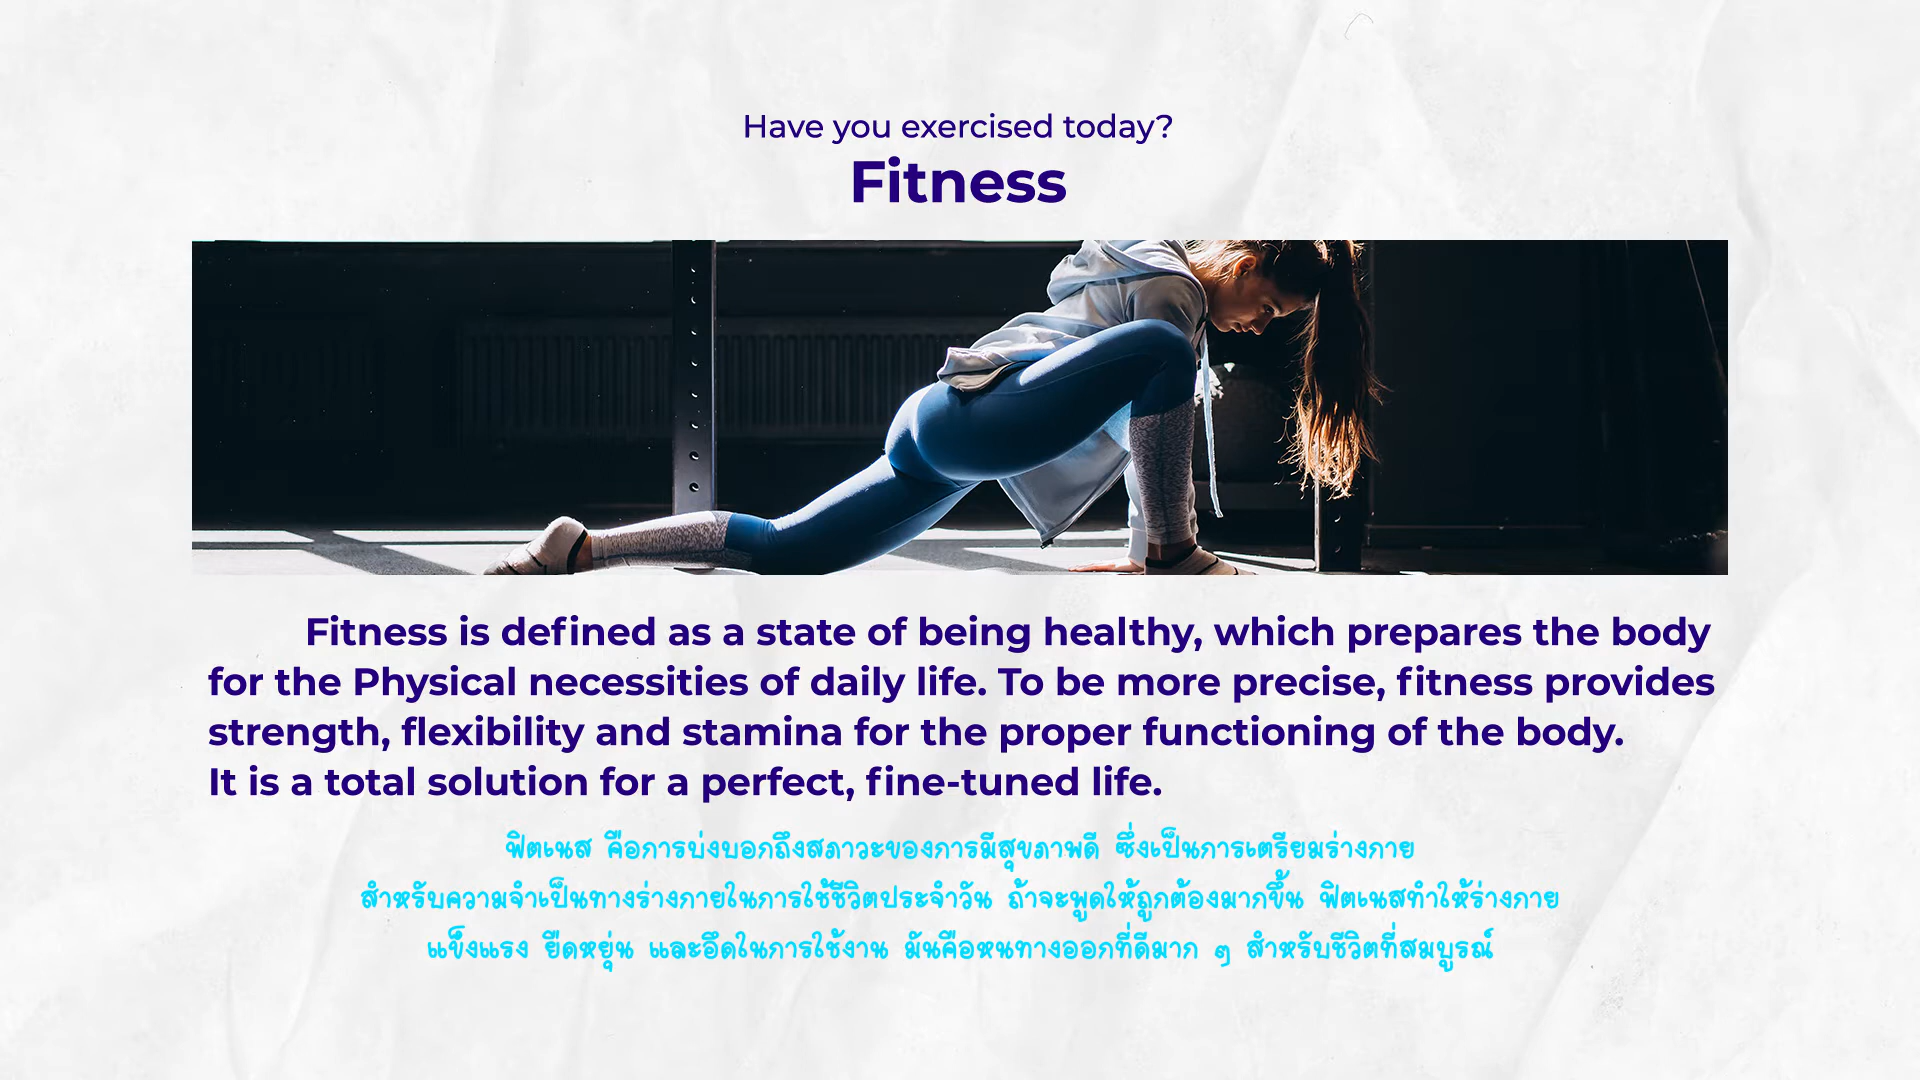 Have you exercised today?
Fitness
Fitness is defined as a state of being healthy, which prepares the body
for the Physical necessities of daily life. To be more precise, fitness provides
strength, flexibility and stamina for the proper functioning of the body.
It is a total solution for a perfect, fine-tuned life.
ฟิตเนส คือการบ่งบอกถึงสภาวะของการมีสุขภาพดี ซึ่งเป็นการเตรียมร่างกาย
สำหรับความจำเป็นทางร่างกายในการใช้ชีวิตประจำวัน ถ้าจะพูดให้ถูกต้องมากขึ้น ฟิตเนสทำให้ร่างกาย
แข็งแรง ยืดหยุ่น และอึดในการใช้งาน มันคือหนทางออกที่ดีมาก ๆ สำหรับชีวิตที่สมบูรณ์